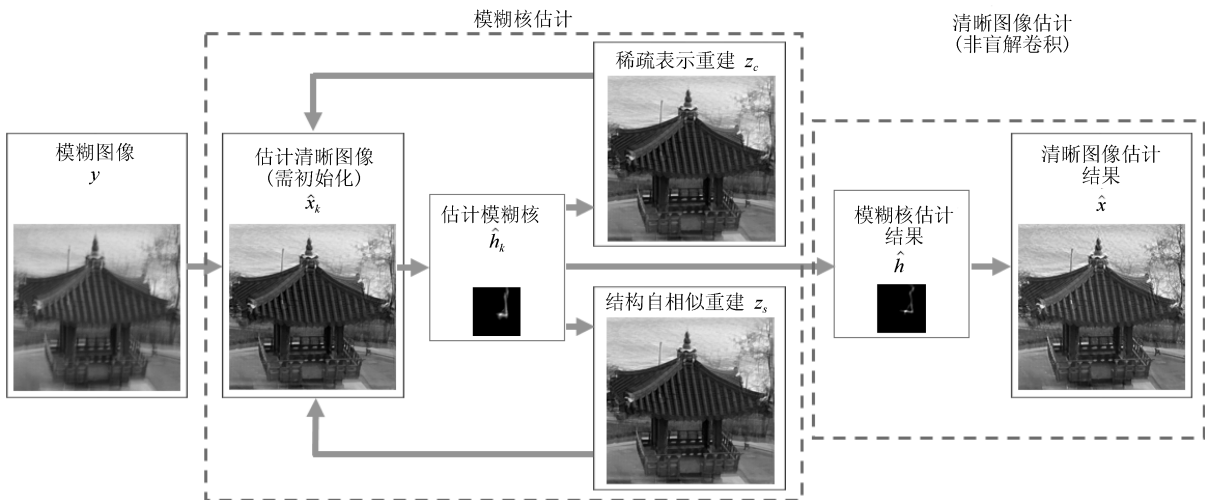 模糊核估计
清晰图像估计
(非盲解卷积)
模糊图像
y
估计清晰图像
(需初始化)
x̂ₖ
估计模糊核
ĥₖ
稀疏表示重建 z_c
结构自相似重建 z_s
模糊核估计
结果
ĥ
清晰图像估计
结果
x̂